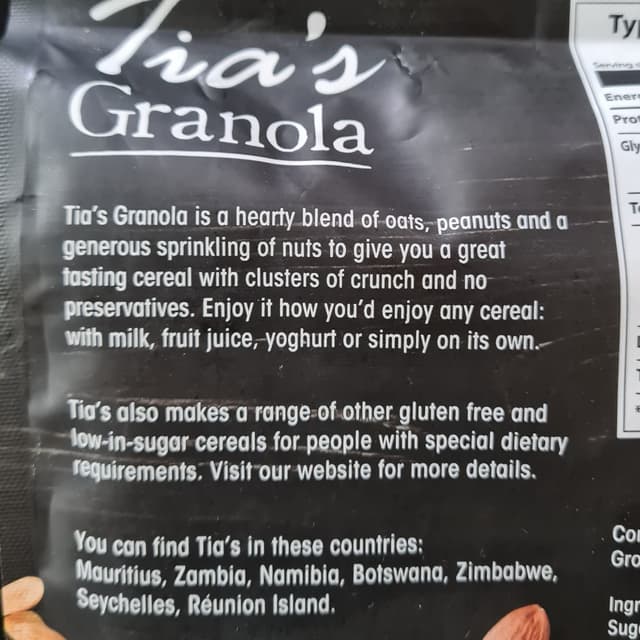 Tia's
Granola
Tia's Granola is a hearty blend of oats, peanuts and a
generous sprinkling of nuts to give you a great
tasting cereal with clusters of crunch and no
preservatives. Enjoy it how you'd enjoy any cereal:
with milk, fruit juice, yoghurt or simply on its own.
Tia's also makes a range of other gluten free and
low-in-sugar cereals for people with special dietary
requirements. Visit our website for more details.
You can find Tia's in these countries:
Mauritius, Zambia, Namibia, Botswana, Zimbabwe,
Seychelles, Réunion Island.
Serving